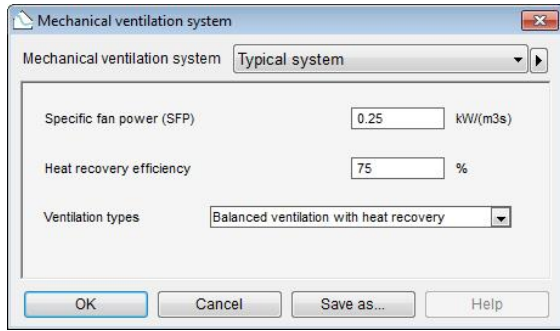 Mechanical ventilation system
Mechanical ventilation system Typical system
Specific fan power (SFP) 0.25 kW/(m3s)
Heat recovery efficiency 75 %
Ventilation types Balanced ventilation with heat recovery
OK Cancel Save as... Help